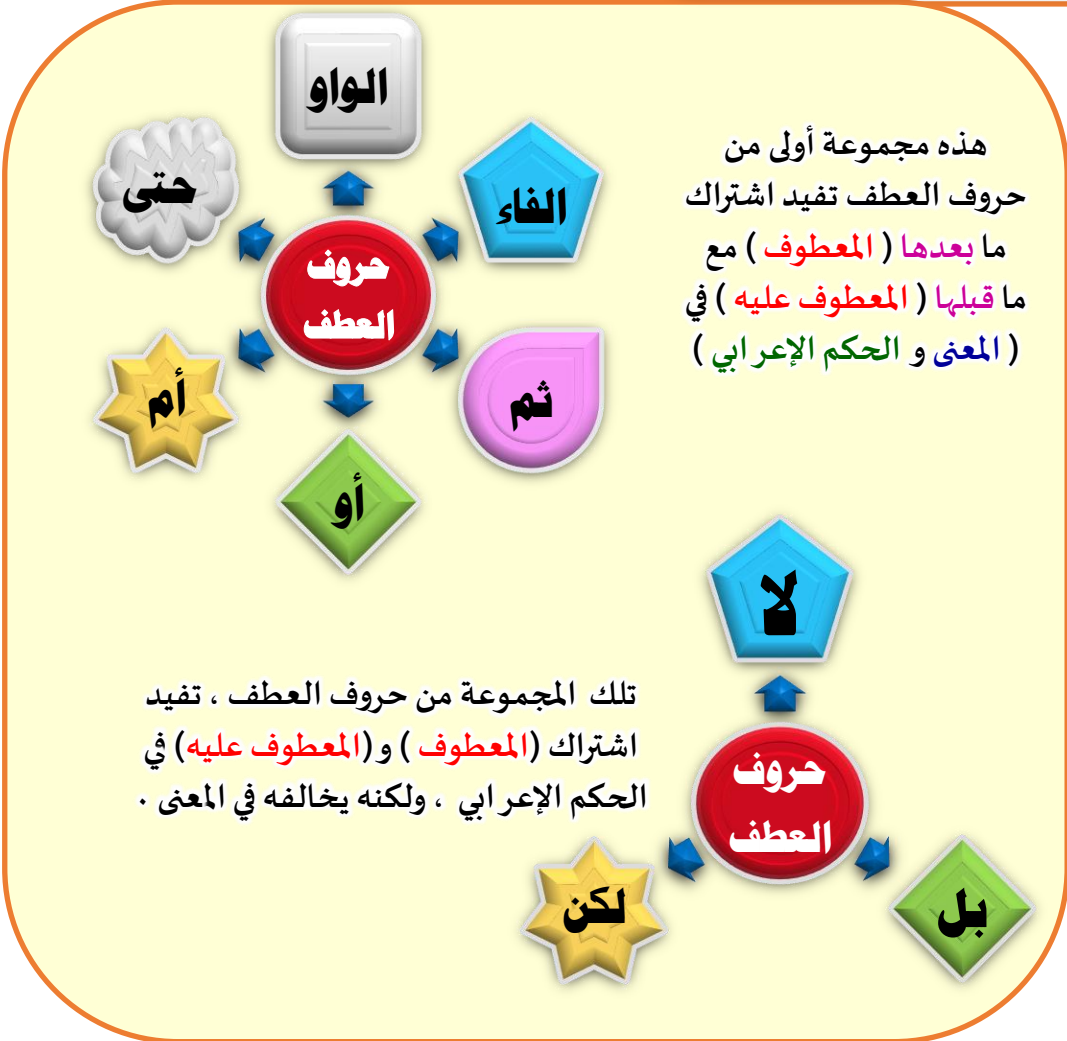 الواو
الفاء
حتى
حروف
العطف
أم
ثم
أو
هذه مجموعة أولى من
حروف العطف تفيد اشتراك
ما بعدها ( المعطوف ) مع
ما قبلها ( المعطوف عليه ) في
( المعنى و الحكم الإعرابي )
لا
تلك المجموعة من حروف العطف ، تفيد
اشتراك (المعطوف ) و (المعطوف عليه) في
الحكم الإعرابي ، ولكنه يخالفه في المعنى .
حروف
العطف
لكن
بل